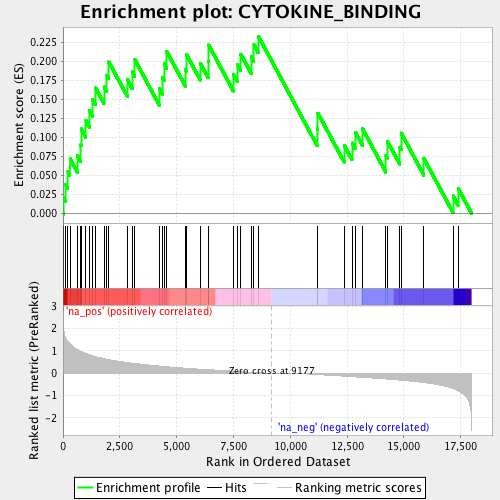 Enrichment plot: CYTOKINE_BINDING
Enrichment score (ES)
0.225
0.200
0.175
0.150
0.125
0.100
0.075
0.050
0.025
0.000
Ranked list metric (PreRanked)
'na_pos' (positively correlated)
3
2
1
0
-1
-2
Zero cross at 9177
'na_neg' (negatively correlated)
0 2,500 5,000 7,500 10,000 12,500 15,000 17,500
Rank in Ordered Dataset
Enrichment profile Hits Ranking metric scores